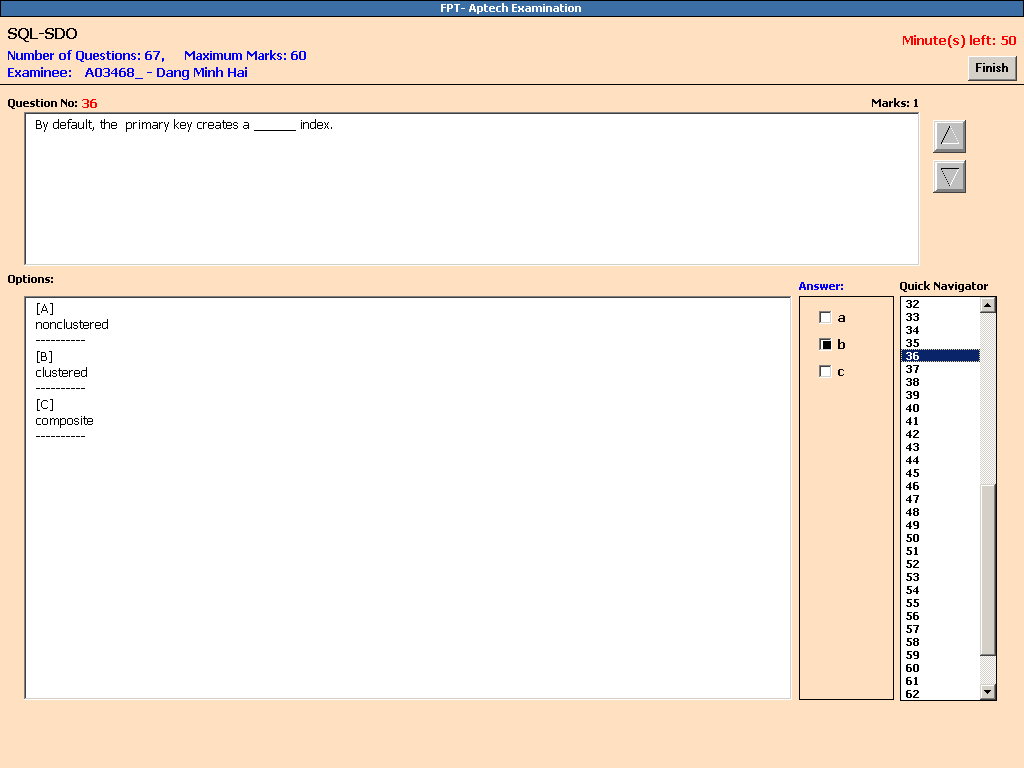 FPT- Aptech Examination
SQL-SDO
Number of Questions: 67, Maximum Marks: 60
Minute(s) left: 50
Examinee: A03468_ - Dang Minh Hai
Finish
Question No: 36
Marks: 1
By default, the primary key creates a ______ index.
Options:
Answer:
Quick Navigator
[A]
nonclustered
----------
[B]
clustered
----------
[C]
composite
----------
a
b
c
32
33
34
35
36
37
38
39
40
41
42
43
44
45
46
47
48
49
50
51
52
53
54
55
56
57
58
59
60
61
62